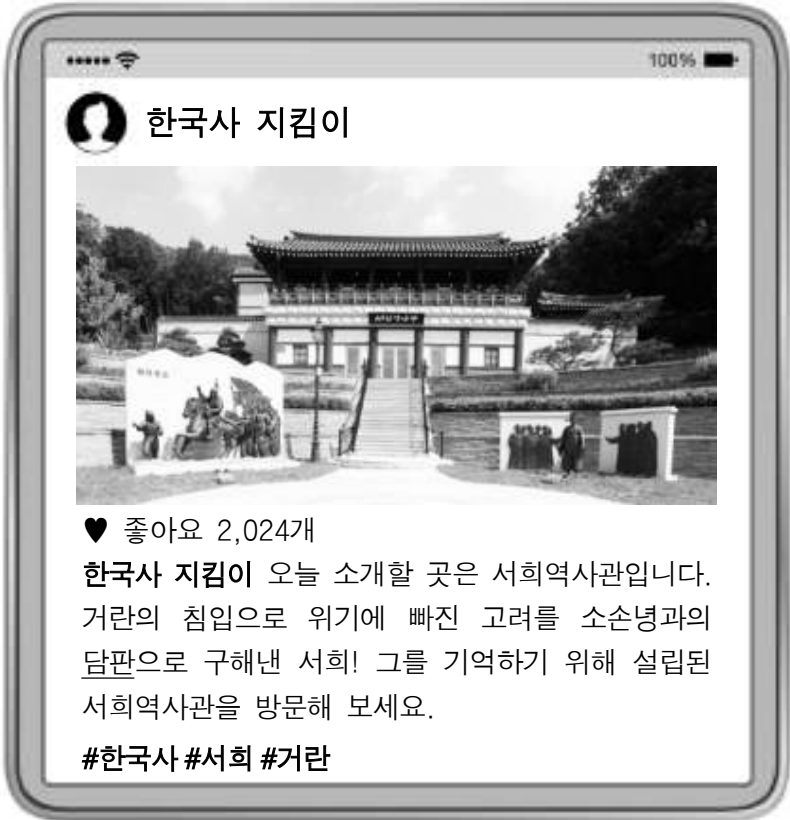 100%
한국사 지킴이
♥ 좋아요 2,024개
한국사 지킴이 오늘 소개할 곳은 서희역사관입니다.
거란의 침입으로 위기에 빠진 고려를 소손녕과의
담판으로 구해낸 서희! 그를 기억하기 위해 설립된
서희역사관을 방문해 보세요.
#한국사 #서희 #거란